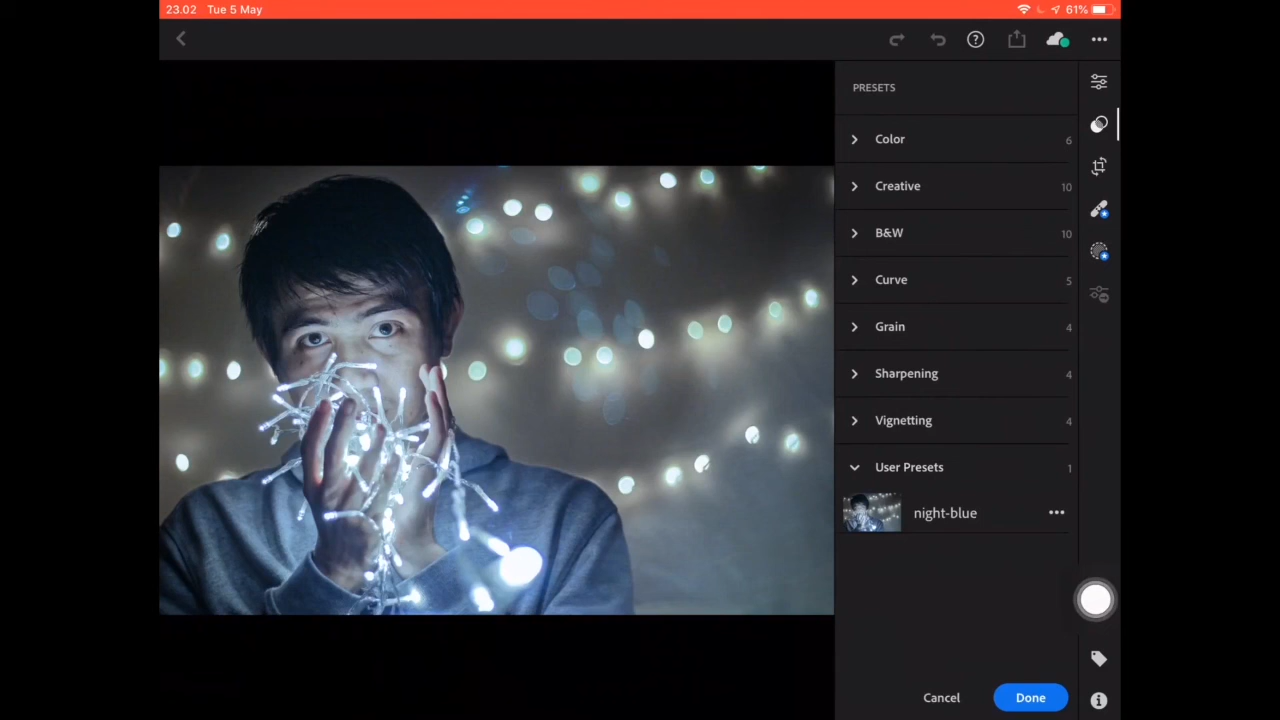 23.02 Tue 5 May
61%
PRESETS
Color 6
Creative 10
B&W 10
Curve 5
Grain 4
Sharpening 4
Vignetting 4
User Presets 1
night-blue
Cancel Done